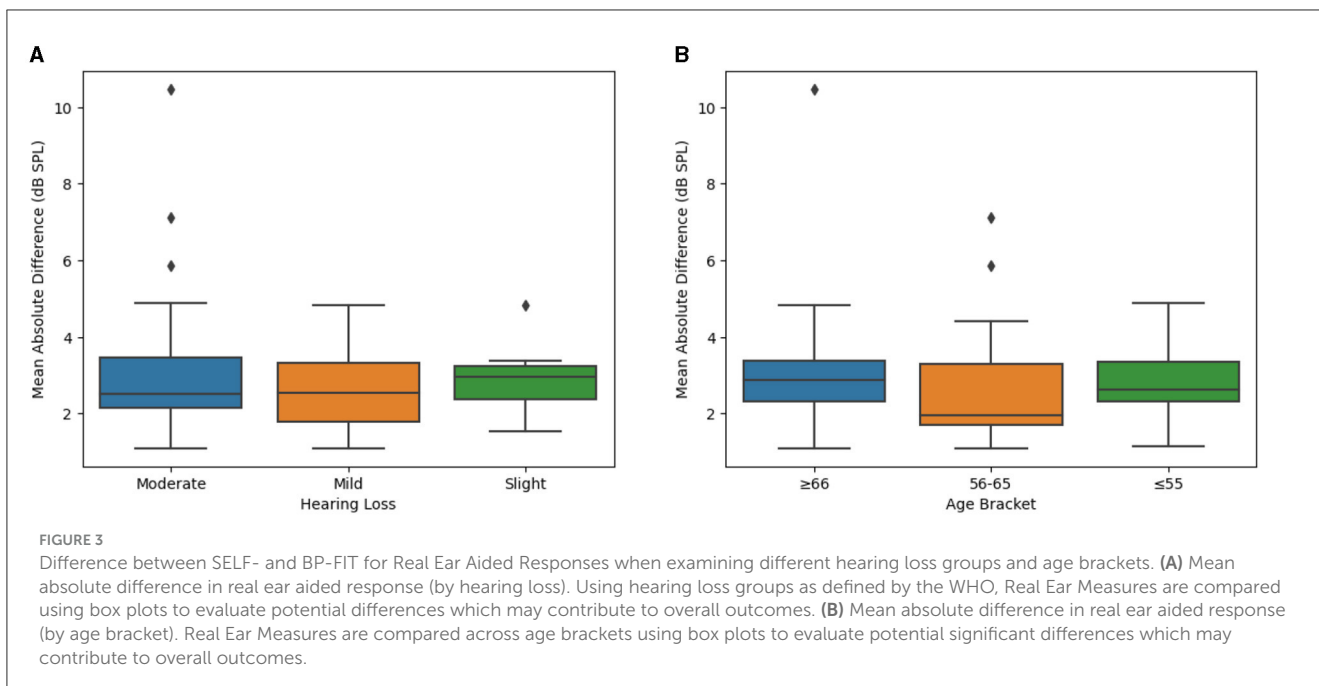 A
Mean Absolute Difference (dB SPL)
10
8
6
4
2
Moderate Mild Slight
Hearing Loss
B
Mean Absolute Difference (dB SPL)
10
8
6
4
2
≥66 56-65 ≤55
Age Bracket
FIGURE 3
Difference between SELF- and BP-FIT for Real Ear Aided Responses when examining different hearing loss groups and age brackets. (A) Mean
absolute difference in real ear aided response (by hearing loss). Using hearing loss groups as defined by the WHO, Real Ear Measures are compared
using box plots to evaluate potential differences which may contribute to overall outcomes. (B) Mean absolute difference in real ear aided response
(by age bracket). Real Ear Measures are compared across age brackets using box plots to evaluate potential significant differences which may
contribute to overall outcomes.